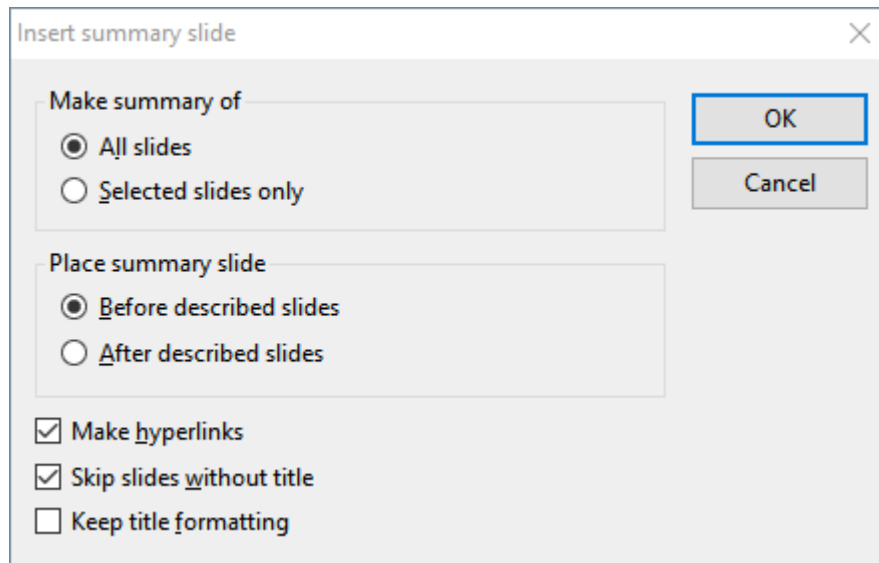 Insert summary slide
Make summary of
All slides
Selected slides only
OK
Cancel
Place summary slide
Before described slides
After described slides
Make hyperlinks
Skip slides without title
Keep title formatting